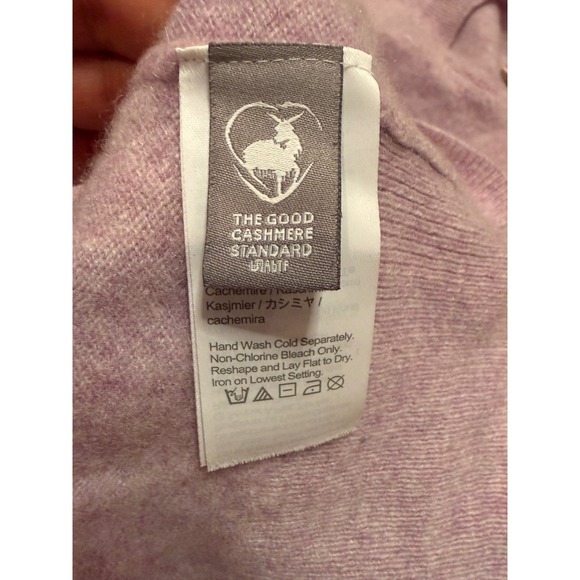 THE GOOD
CASHMERE
STANDARD
Cachemire /
Kasjmier / カシミヤ /
cachemira
Hand Wash Cold Separately.
Non-Chlorine Bleach Only.
Reshape and Lay Flat to Dry.
Iron on Lowest Setting.